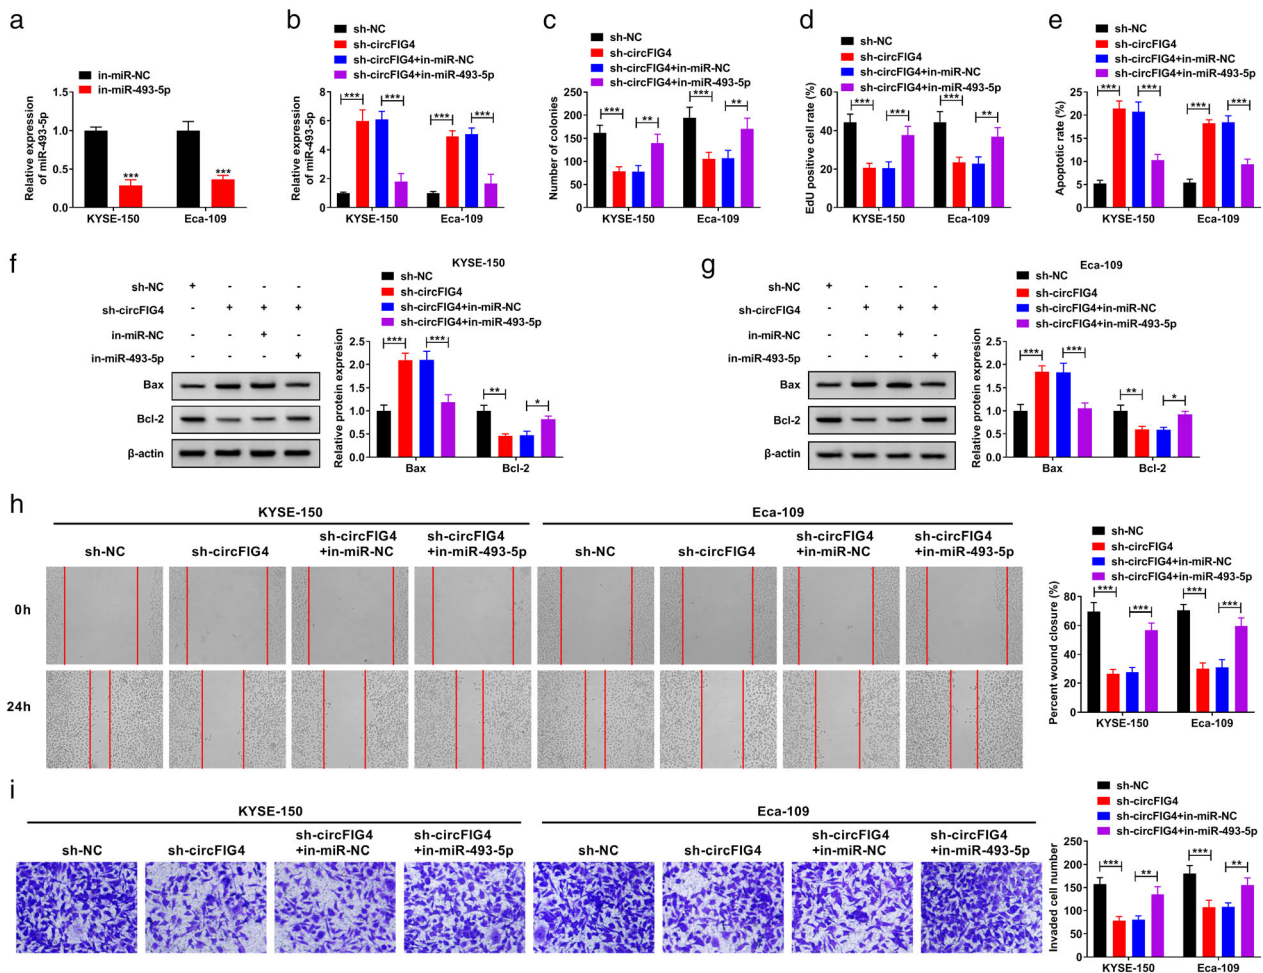 a
in-miR-NC
in-miR-493-5p
Relative expression
of miR-493-5p
1.5
1.0
0.5
0.0
***
***
KYSE-150
Eca-109
b
sh-NC
sh-circFIG4
sh-circFIG4+in-miR-NC
sh-circFIG4+in-miR-493-5p
Relative expression
of miR-493-5p
8
6
4
2
0
***
***
***
***
KYSE-150
Eca-109
c
sh-NC
sh-circFIG4
sh-circFIG4+in-miR-NC
sh-circFIG4+in-miR-493-5p
Number of colonies
250
200
150
100
50
0
***
**
***
**
KYSE-150
Eca-109
d
sh-NC
sh-circFIG4
sh-circFIG4+in-miR-NC
sh-circFIG4+in-miR-493-5p
EdU positive cell rate (%)
60
40
20
0
***
***
***
**
KYSE-150
Eca-109
e
sh-NC
sh-circFIG4
sh-circFIG4+in-miR-NC
sh-circFIG4+in-miR-493-5p
Apoptotic rate (%)
25
20
15
10
5
0
***
***
***
***
KYSE-150
Eca-109
f
sh-NC + - - -
sh-circFIG4 - + + +
in-miR-NC - - + -
in-miR-493-5p - - - +
Bax
Bcl-2
β-actin
KYSE-150
sh-NC
sh-circFIG4
sh-circFIG4+in-miR-NC
sh-circFIG4+in-miR-493-5p
Relative protein expression
2.5
2.0
1.5
1.0
0.5
0.0
***
***
**
*
Bax
Bcl-2
g
sh-NC + - - -
sh-circFIG4 - + + +
in-miR-NC - - + -
in-miR-493-5p - - - +
Bax
Bcl-2
β-actin
Eca-109
sh-NC
sh-circFIG4
sh-circFIG4+in-miR-NC
sh-circFIG4+in-miR-493-5p
Relative protein expression
2.5
2.0
1.5
1.0
0.5
0.0
***
***
**
*
Bax
Bcl-2
h
KYSE-150
Eca-109
sh-NC
sh-circFIG4
sh-circFIG4
+in-miR-NC
sh-circFIG4
+in-miR-493-5p
sh-NC
sh-circFIG4
sh-circFIG4
+in-miR-NC
sh-circFIG4
+in-miR-493-5p
0h
24h
sh-NC
sh-circFIG4
sh-circFIG4+in-miR-NC
sh-circFIG4+in-miR-493-5p
Percent wound closure (%)
80
60
40
20
0
***
***
***
***
KYSE-150
Eca-109
i
KYSE-150
Eca-109
sh-NC
sh-circFIG4
sh-circFIG4
+in-miR-NC
sh-circFIG4
+in-miR-493-5p
sh-NC
sh-circFIG4
sh-circFIG4
+in-miR-NC
sh-circFIG4
+in-miR-493-5p
sh-NC
sh-circFIG4
sh-circFIG4+in-miR-NC
sh-circFIG4+in-miR-493-5p
Invaded cell number
250
200
150
100
50
0
***
**
***
**
KYSE-150
Eca-109